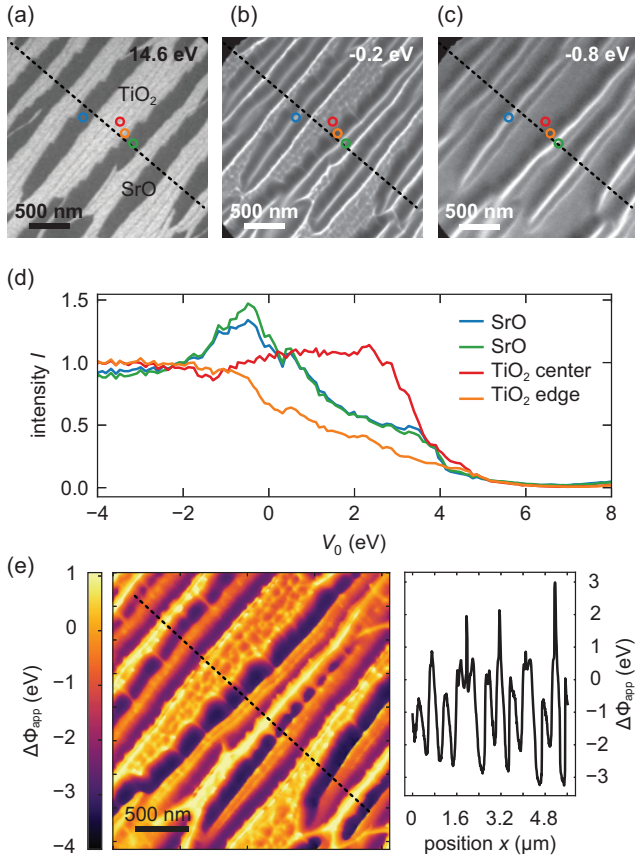 (a)
(b)
(c)
14.6 eV
-0.2 eV
-0.8 eV
TiO2
SrO
500 nm
500 nm
500 nm
(d)
1.5
1.0
0.5
0.0
intensity I
SrO
SrO
TiO2 center
TiO2 edge
−4
−2
0
2
4
6
8
V0 (eV)
(e)
1
0
−1
−2
−3
−4
ΔΦapp (eV)
500 nm
3
2
1
0
−1
−2
−3
ΔΦapp (eV)
0
1.6
3.2
4.8
position x (μm)